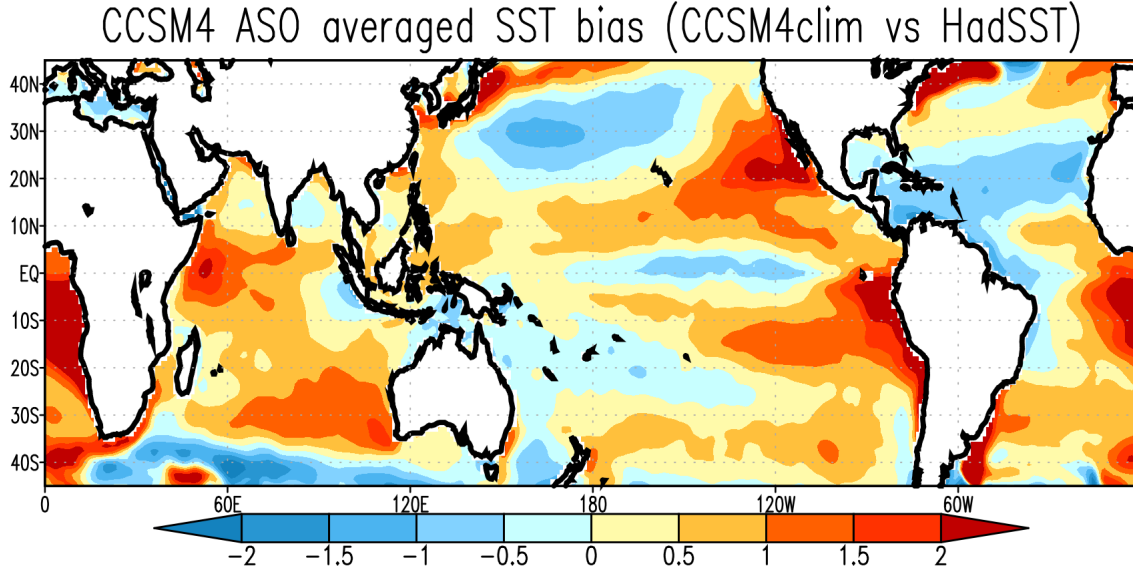 CCSM4 ASO averaged SST bias (CCSM4clim vs HadSST)
40N
30N
20N
10N
EQ
10S
20S
30S
40S
0 60E 120E 180 120W 60W
−2 −1.5 −1 −0.5 0 0.5 1 1.5 2